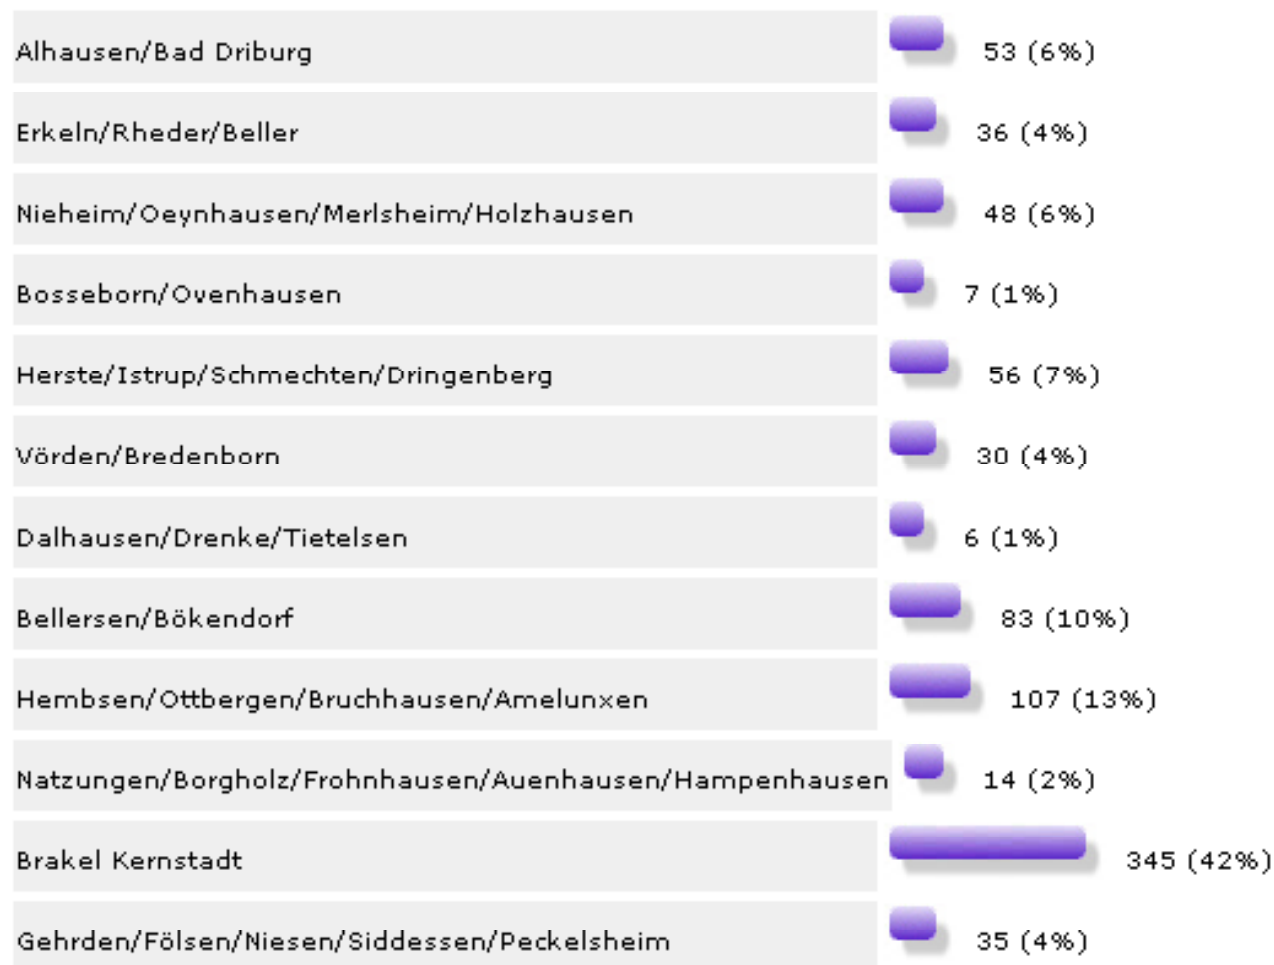 Alhausen/Bad Driburg 53 (6%)
Erkeln/Rheder/Beller 36 (4%)
Nieheim/Oeynhausen/Merlsheim/Holzhausen 48 (6%)
Bosseborn/Ovenhausen 7 (1%)
Herste/Istrup/Schmechten/Dringenberg 56 (7%)
Vörden/Bredenborn 30 (4%)
Dalhausen/Drenke/Tietelsen 6 (1%)
Bellersen/Bökendorf 83 (10%)
Hembsen/Ottbergen/Bruchhausen/Amelunxen 107 (13%)
Natzungen/Borgholz/Frohnhausen/Auenhausen/Hampenhausen 14 (2%)
Brakel Kernstadt 345 (42%)
Gehrden/Fölsen/Niesen/Siddessen/Peckelsheim 35 (4%)